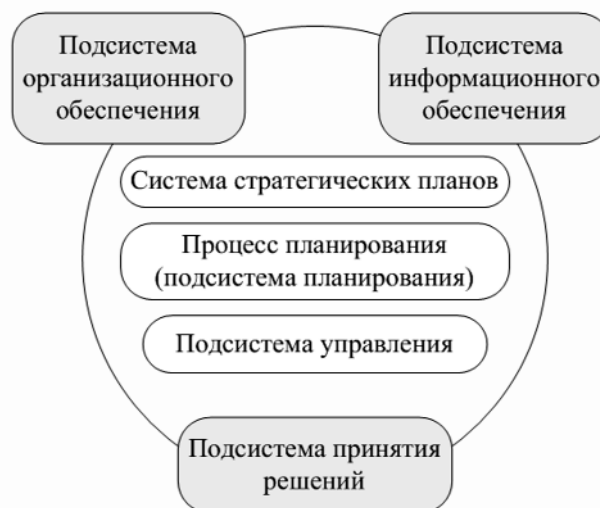 Подсистема
организационного
обеспечения
Подсистема
информационного
обеспечения
Система стратегических планов
Процесс планирования
(подсистема планирования)
Подсистема управления
Подсистема принятия
решений